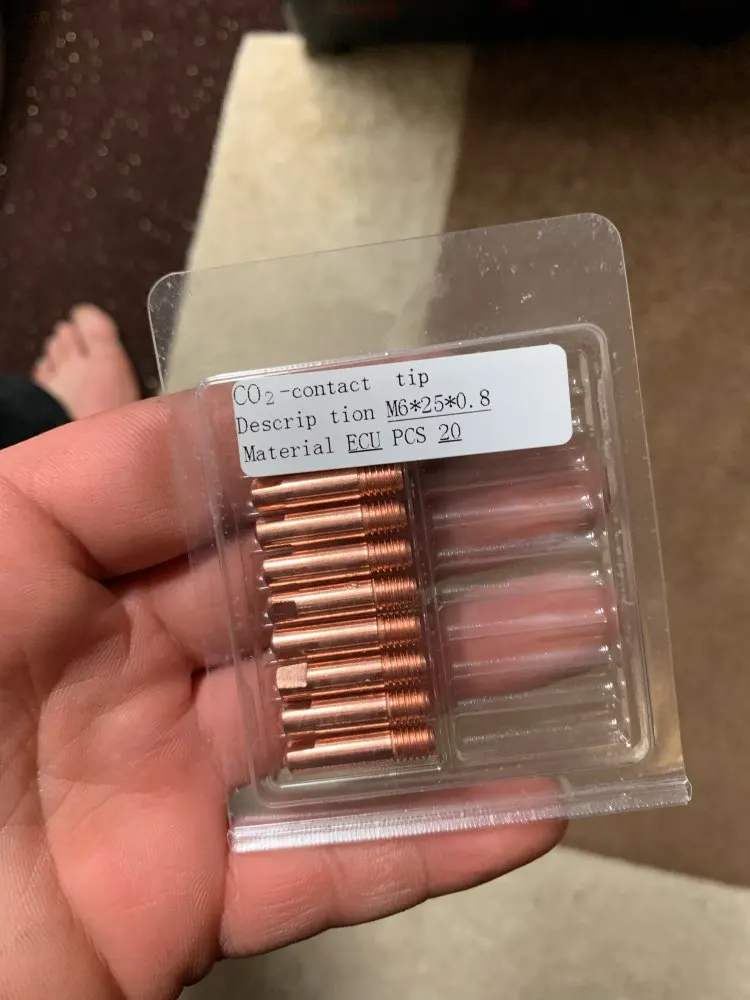 CO₂-contact tip
Descrip tion M6*25*0.8
Material ECU PCS 20